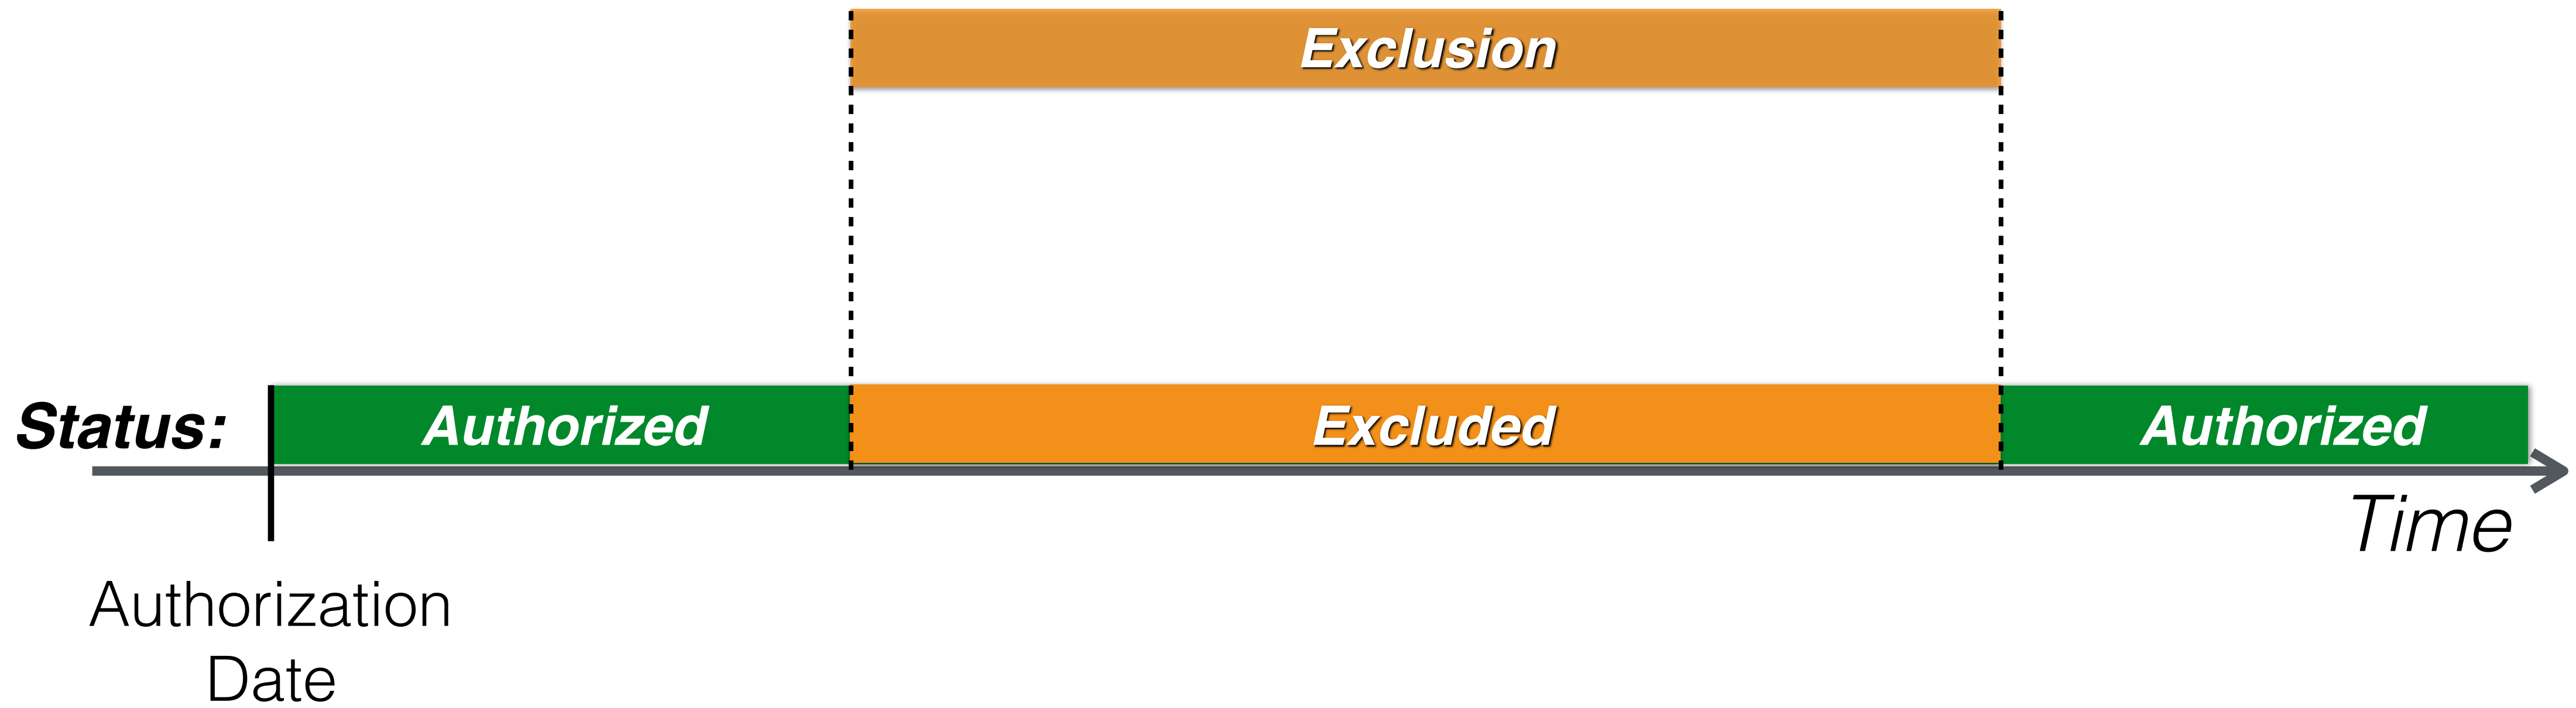 Exclusion
Status:
Authorized
Excluded
Authorized
Time
Authorization
Date